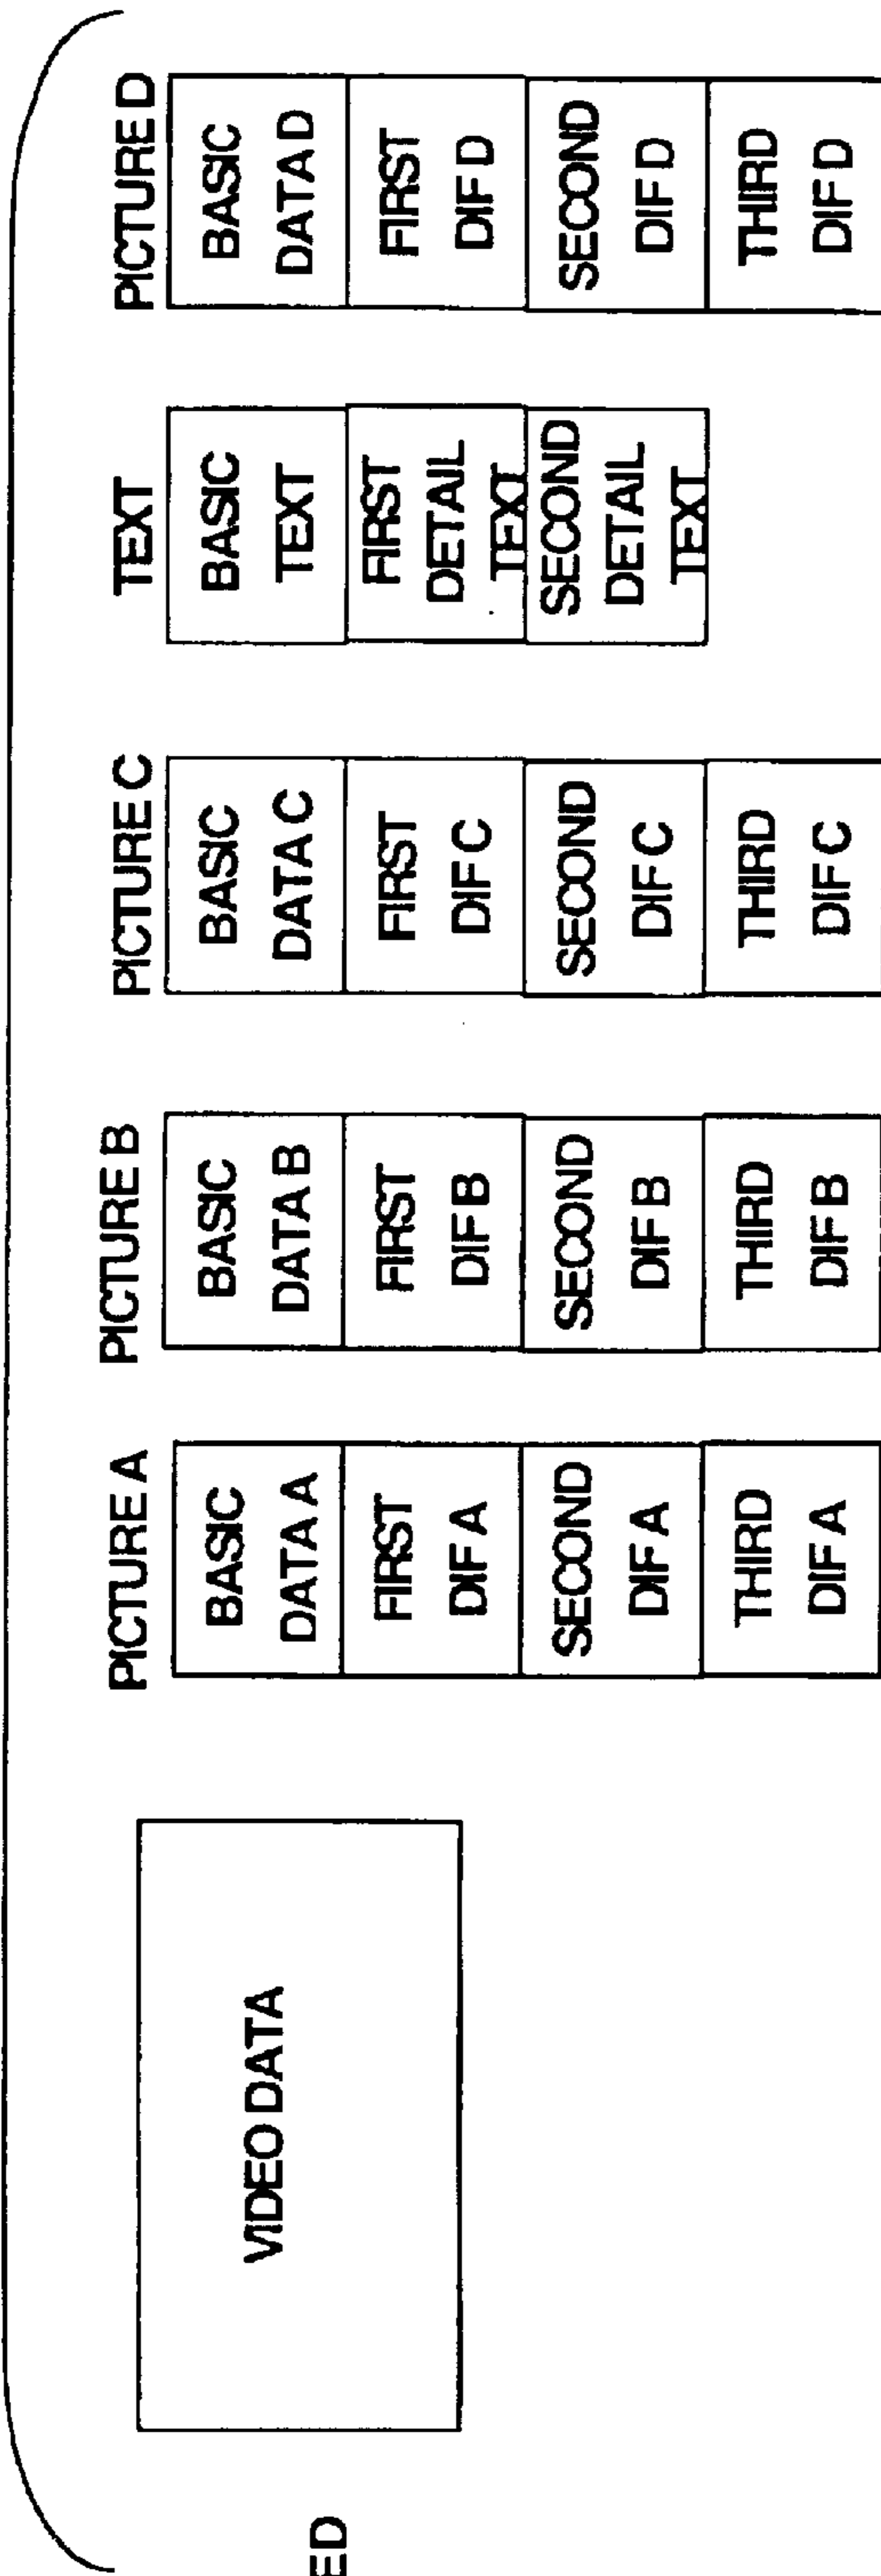 ED
VIDEO DATA
PICTURE A
BASIC
DATA A
FIRST
DIF A
SECOND
DIF A
THIRD
DIF A
PICTURE B
BASIC
DATA B
FIRST
DIF B
SECOND
DIF B
THIRD
DIF B
PICTURE C
BASIC
DATA C
FIRST
DIF C
SECOND
DIF C
THIRD
DIF C
TEXT
BASIC
TEXT
FIRST
DETAIL
TEXT
SECOND
DETAIL
TEXT
PICTURE D
BASIC
DATA D
FIRST
DIF D
SECOND
DIF D
THIRD
DIF D